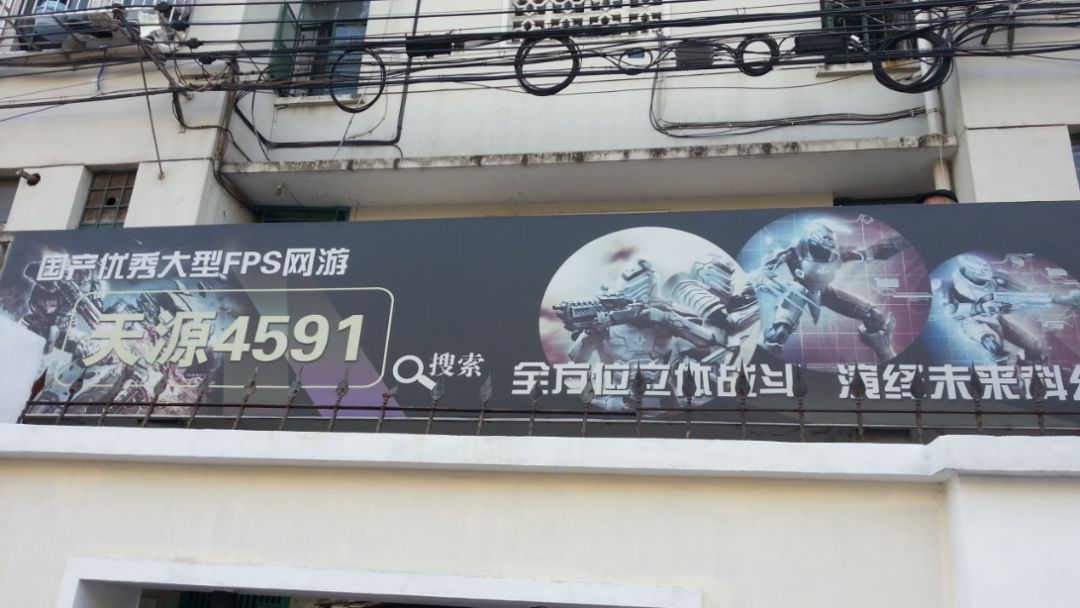 国产优秀大型FPS网游
天源4591
搜索
全方位立体战斗 演绎未来科